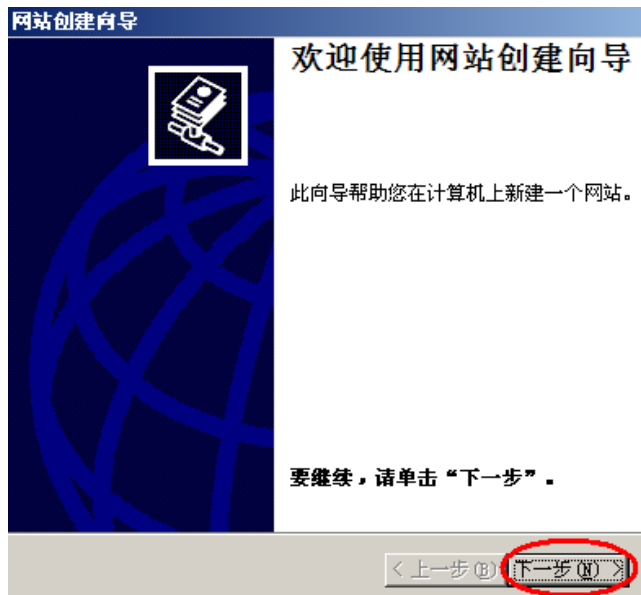 网站创建向导
欢迎使用网站创建向导
此向导帮助您在计算机上新建一个网站。
要继续，请单击“下一步”。
< 上一步(B) 下一步(N) >